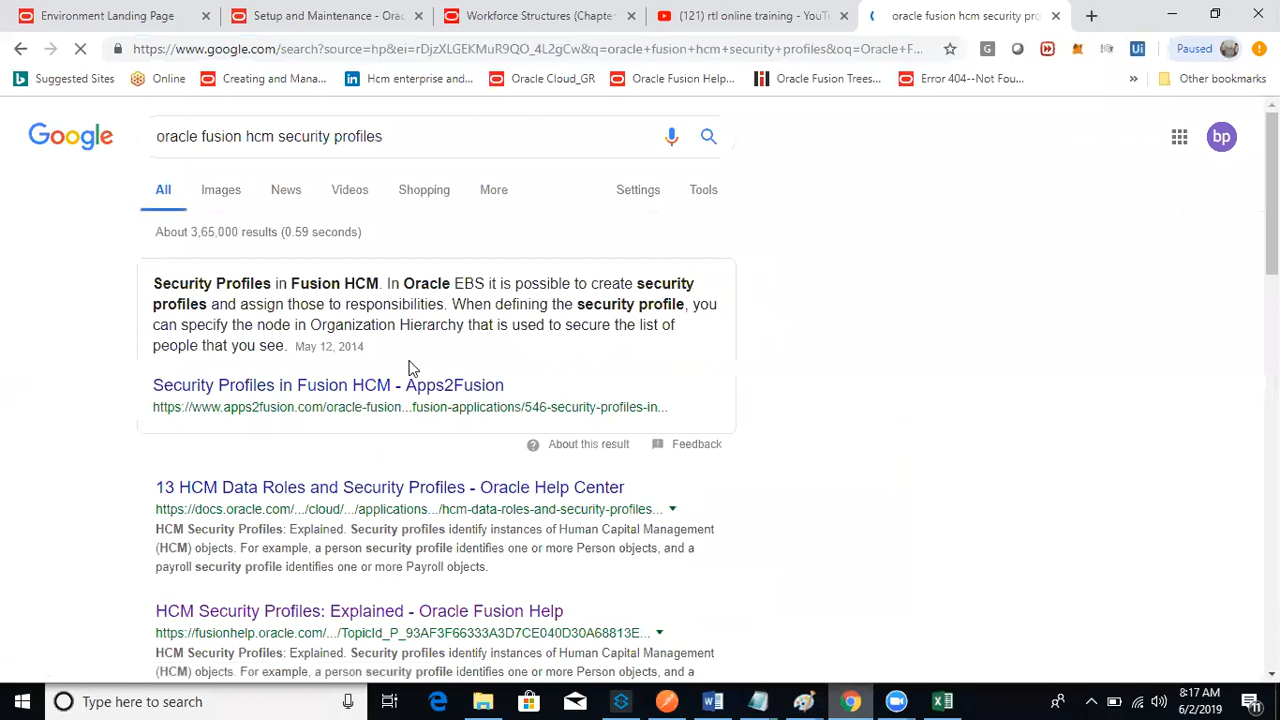 Environment Landing Page
Setup and Maintenance - Ora
Workforce Structures (Chapter
(121) rtl online training - YouTu
oracle fusion hcm security pro
https://www.google.com/search?source=hp&ei=rDjzXLGEKMuR9QO_4L2gCw&q=oracle+fusion+hcm+security+profiles&oq=Oracle+F...
Paused
Suggested Sites
Online
Creating and Mana...
Hcm enterprise and...
Oracle Cloud_GR
Oracle Fusion Help...
Oracle Fusion Trees...
Error 404--Not Fou...
»
Other bookmarks
Google
oracle fusion hcm security profiles
bp
All Images News Videos Shopping More Settings Tools
About 3,65,000 results (0.59 seconds)
Security Profiles in Fusion HCM. In Oracle EBS it is possible to create security
profiles and assign those to responsibilities. When defining the security profile, you
can specify the node in Organization Hierarchy that is used to secure the list of
people that you see. May 12, 2014
Security Profiles in Fusion HCM - Apps2Fusion
https://www.apps2fusion.com/oracle-fusion...fusion-applications/546-security-profiles-in...
About this result Feedback
13 HCM Data Roles and Security Profiles - Oracle Help Center
https://docs.oracle.com/.../cloud/.../applications.../hcm-data-roles-and-security-profiles...
HCM Security Profiles: Explained. Security profiles identify instances of Human Capital Management
(HCM) objects. For example, a person security profile identifies one or more Person objects, and a
payroll security profile identifies one or more Payroll objects.
HCM Security Profiles: Explained - Oracle Fusion Help
https://fusionhelp.oracle.com/.../TopicId_P_93AF3F66333A3D7CE040D30A68813E...
HCM Security Profiles: Explained. Security profiles identify instances of Human Capital Management
(HCM) objects. For example, a person security profile identifies one or more Person objects, and a
Type here to search
8:17 AM
6/2/2019